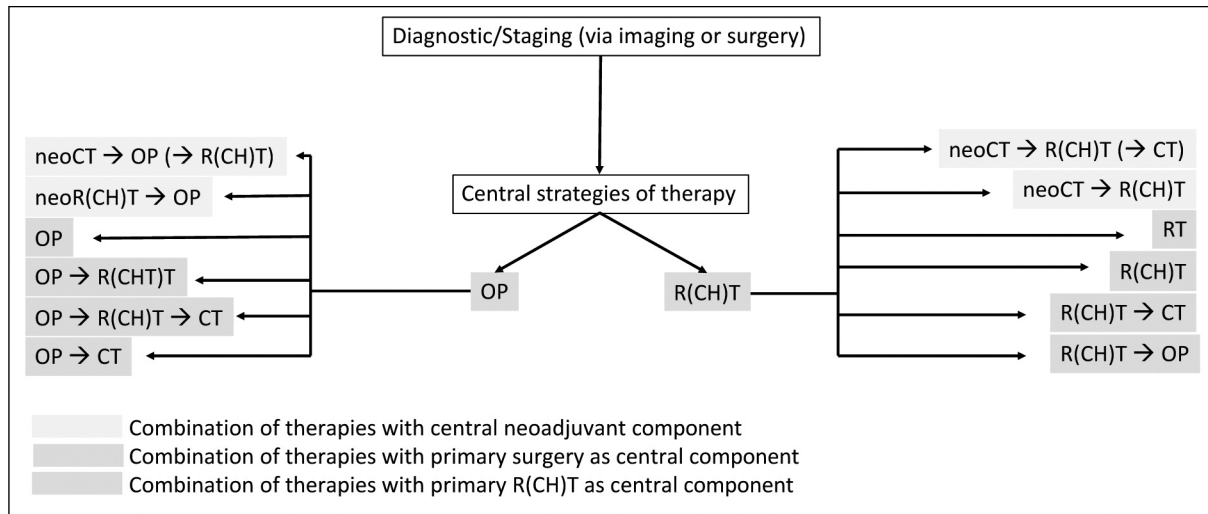 Diagnostic/Staging (via imaging or surgery)
Central strategies of therapy
OP
R(CH)T
neoCT → OP (→ R(CH)T)
neoR(CH)T → OP
OP
OP → R(CHT)T
OP → R(CH)T → CT
OP → CT
neoCT → R(CH)T (→ CT)
neoCT → R(CH)T
RT
R(CH)T
R(CH)T → CT
R(CH)T → OP
Combination of therapies with central neoadjuvant component
Combination of therapies with primary surgery as central component
Combination of therapies with primary R(CH)T as central component